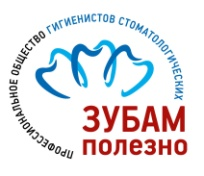 ПРОФЕССИОНАЛЬНОЕ ОБЩЕСТВО ГИГИЕНИСТОВ СТОМАТОЛОГИЧЕСКИХ
ЗУБАМ
полезно